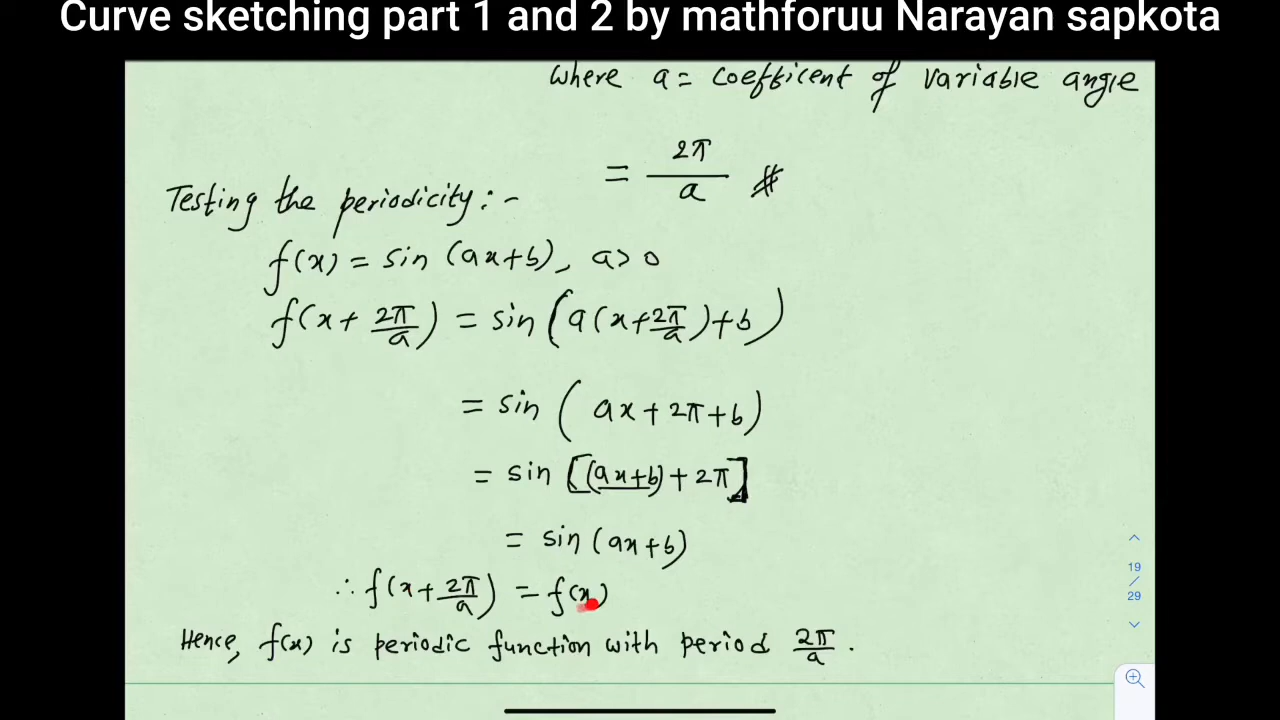 Curve sketching part 1 and 2 by mathforuu Narayan sapkota
where a = coefficent of variable angle
= 2π/a #
Testing the periodicity :-
f(x) = sin (ax+b), a>0
f(x + 2π/a) = sin (a(x+2π/a)+b)
= sin ( ax + 2π + b)
= sin [(ax+b) + 2π]
= sin (ax+b)
∴ f(x + 2π/a) = f(x)
Hence, f(x) is periodic function with period 2π/a .
19
/
29